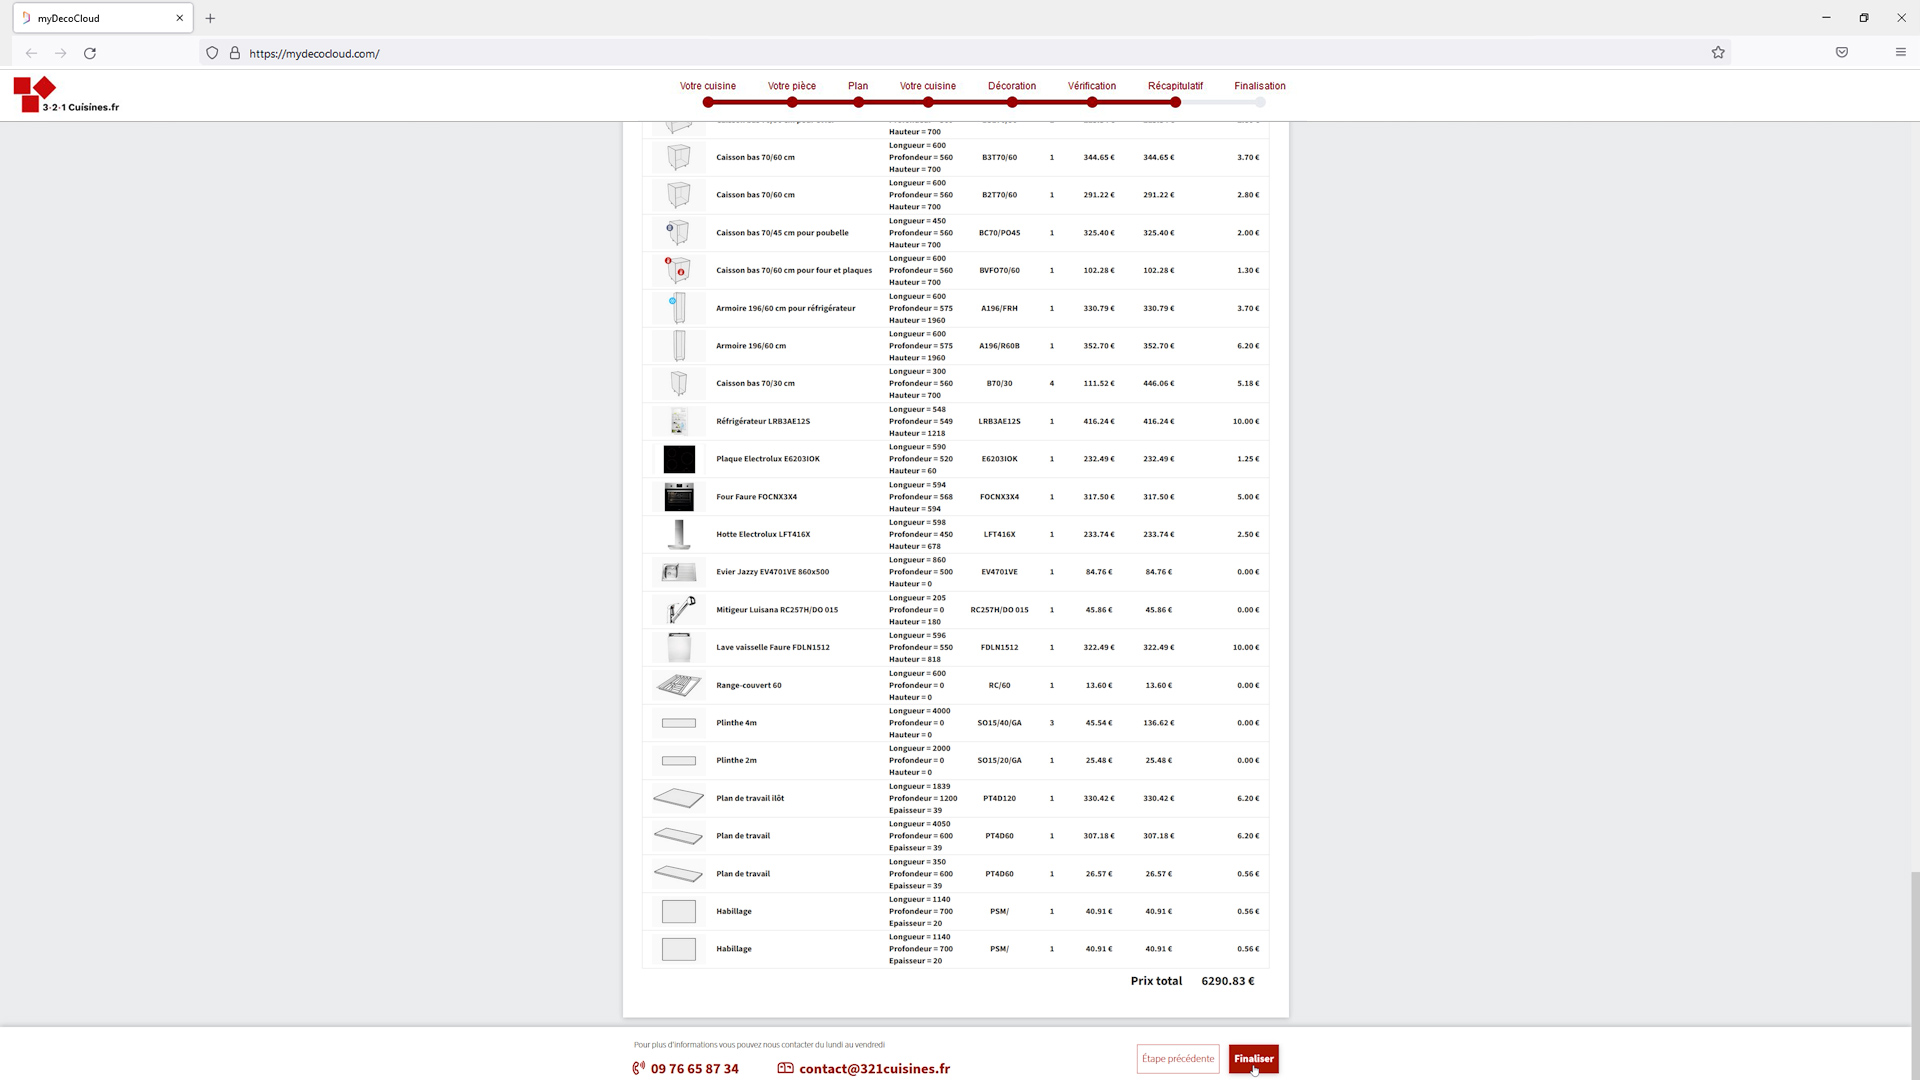 myDecoCloud
https://mydecocloud.com/
3·2·1 Cuisines.fr
Votre cuisine Votre pièce Plan Votre cuisine Décoration Vérification Récapitulatif Finalisation
Hauteur = 700
Longueur = 600
Caisson bas 70/60 cm Profondeur = 560 B3T70/60 1 344.65 € 344.65 € 3.70 €
Hauteur = 700
Longueur = 600
Caisson bas 70/60 cm Profondeur = 560 B2T70/60 1 291.22 € 291.22 € 2.80 €
Hauteur = 700
Longueur = 450
Caisson bas 70/45 cm pour poubelle Profondeur = 560 BC70/PO45 1 325.40 € 325.40 € 2.00 €
Hauteur = 700
Longueur = 600
Caisson bas 70/60 cm pour four et plaques Profondeur = 560 BVFO70/60 1 102.28 € 102.28 € 1.30 €
Hauteur = 700
Longueur = 600
Armoire 196/60 cm pour réfrigérateur Profondeur = 575 A196/FRH 1 330.79 € 330.79 € 3.70 €
Hauteur = 1960
Longueur = 600
Armoire 196/60 cm Profondeur = 575 A196/R60B 1 352.70 € 352.70 € 6.20 €
Hauteur = 1960
Longueur = 300
Caisson bas 70/30 cm Profondeur = 560 B70/30 4 111.52 € 446.06 € 5.18 €
Hauteur = 700
Longueur = 548
Réfrigérateur LRB3AE12S Profondeur = 549 LRB3AE12S 1 416.24 € 416.24 € 10.00 €
Hauteur = 1218
Longueur = 590
Plaque Electrolux E6203IOK Profondeur = 520 E6203IOK 1 232.49 € 232.49 € 1.25 €
Hauteur = 60
Longueur = 594
Four Faure FOCNX3X4 Profondeur = 568 FOCNX3X4 1 317.50 € 317.50 € 5.00 €
Hauteur = 594
Longueur = 598
Hotte Electrolux LFT416X Profondeur = 450 LFT416X 1 233.74 € 233.74 € 2.50 €
Hauteur = 678
Longueur = 860
Evier Jazzy EV4701VE 860x500 Profondeur = 500 EV4701VE 1 84.76 € 84.76 € 0.00 €
Hauteur = 0
Longueur = 205
Mitigeur Luisana RC257H/DO 015 Profondeur = 0 RC257H/DO 015 1 45.86 € 45.86 € 0.00 €
Hauteur = 180
Longueur = 596
Lave vaisselle Faure FDLN1512 Profondeur = 550 FDLN1512 1 322.49 € 322.49 € 10.00 €
Hauteur = 818
Longueur = 600
Range-couvert 60 Profondeur = 0 RC/60 1 13.60 € 13.60 € 0.00 €
Hauteur = 0
Longueur = 4000
Plinthe 4m Profondeur = 0 SO15/40/GA 3 45.54 € 136.62 € 0.00 €
Hauteur = 0
Longueur = 2000
Plinthe 2m Profondeur = 0 SO15/20/GA 1 25.48 € 25.48 € 0.00 €
Hauteur = 0
Longueur = 1839
Plan de travail ilôt Profondeur = 1200 PT4D120 1 330.42 € 330.42 € 6.20 €
Epaisseur = 39
Longueur = 4050
Plan de travail Profondeur = 600 PT4D60 1 307.18 € 307.18 € 6.20 €
Epaisseur = 39
Longueur = 350
Plan de travail Profondeur = 600 PT4D60 1 26.57 € 26.57 € 0.56 €
Epaisseur = 39
Longueur = 1140
Habillage Profondeur = 700 PSM/ 1 40.91 € 40.91 € 0.56 €
Epaisseur = 20
Longueur = 1140
Habillage Profondeur = 700 PSM/ 1 40.91 € 40.91 € 0.56 €
Epaisseur = 20
Prix total 6290.83 €
Pour plus d'informations vous pouvez nous contacter du lundi au vendredi
09 76 65 87 34 contact@321cuisines.fr
Étape précédente Finaliser